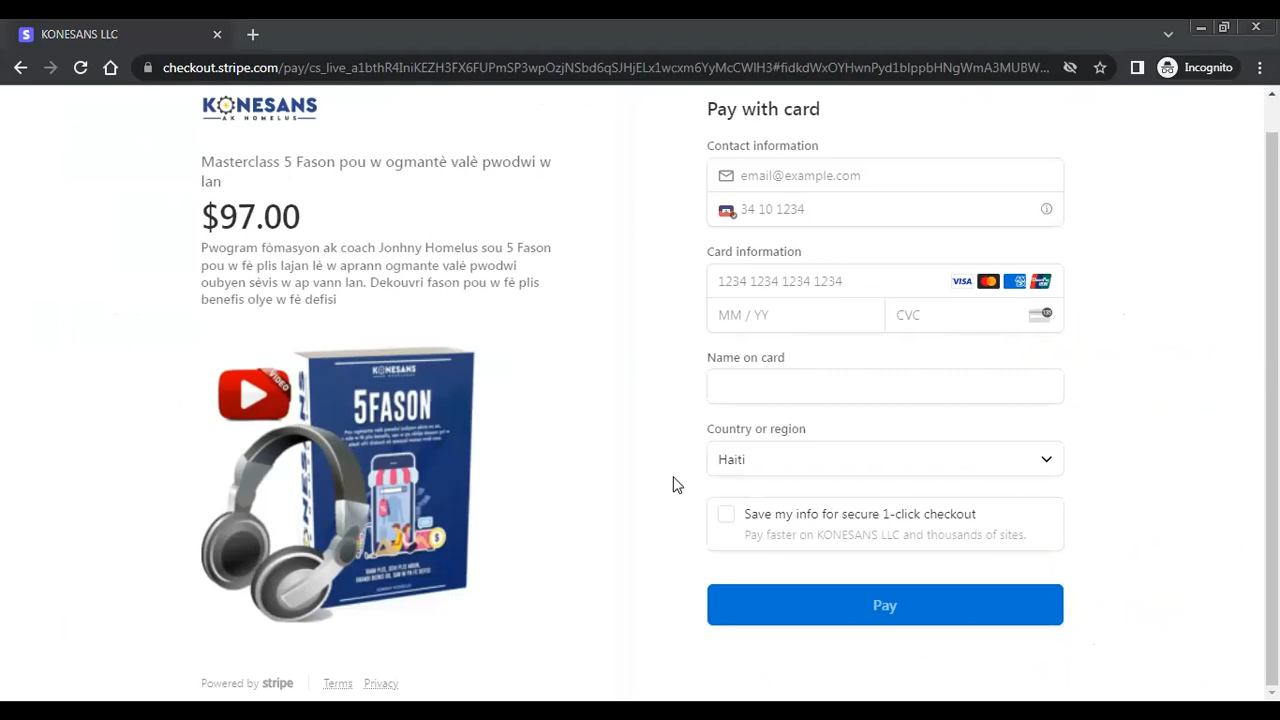 KONESANS LLC
checkout.stripe.com/pay/cs_live_a1bthR4IniKEZH3FX6FUPmSP3wpOzjNSbd6qSJHjELx1wcxm6YyMcCWlH3#fidkdWxOYHwnPyd1blppbHNgWmA3MUBW...
Incognito
KONESANS
AK HOMELUS
Masterclass 5 Fason pou w ogmantè valè pwodwi w
lan
$97.00
Pwogram fòmasyon ak coach Jonhny Homelus sou 5 Fason
pou w fè plis lajan lè w aprann ogmante valè pwodwi
oubyen sèvis w ap vann lan. Dekouvri fason pou w fè plis
benefis olye w fè defisi
VIDEO
KONESANS
5FASON
KONESANS
JOHNNY HOMELUS
Powered by stripe
Terms
Privacy
Pay with card
Contact information
email@example.com
34 10 1234
Card information
1234 1234 1234 1234
VISA
MM / YY
CVC
Name on card
Country or region
Haiti
Save my info for secure 1-click checkout
Pay faster on KONESANS LLC and thousands of sites.
Pay